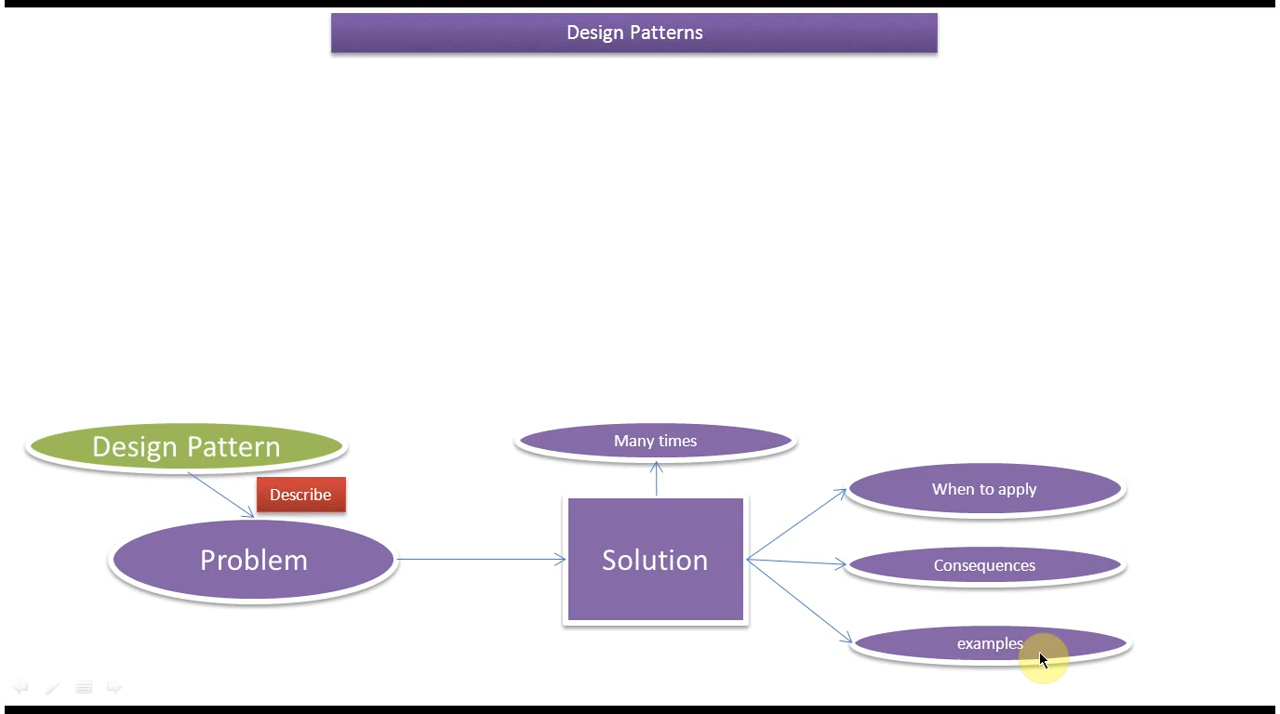 Design Patterns
Design Pattern
Describe
Problem
Many times
Solution
When to apply
Consequences
examples